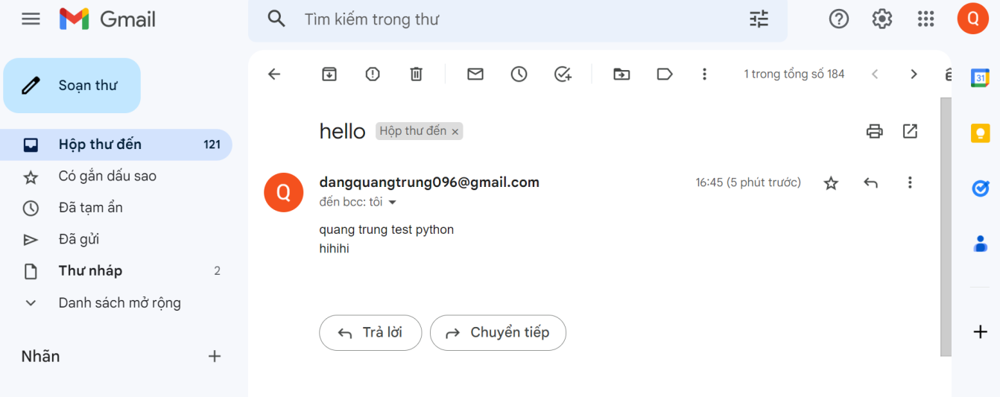 Gmail
Tìm kiếm trong thư
Q
Soạn thư
Hộp thư đến 121
Có gắn dấu sao
Đã tạm ẩn
Đã gửi
Thư nháp 2
Danh sách mở rộng
Nhãn
1 trong tổng số 184
hello Hộp thư đến ×
Q
dangquangtrung096@gmail.com 16:45 (5 phút trước)
đến bcc: tôi
quang trung test python
hihihi
Trả lời Chuyển tiếp
31